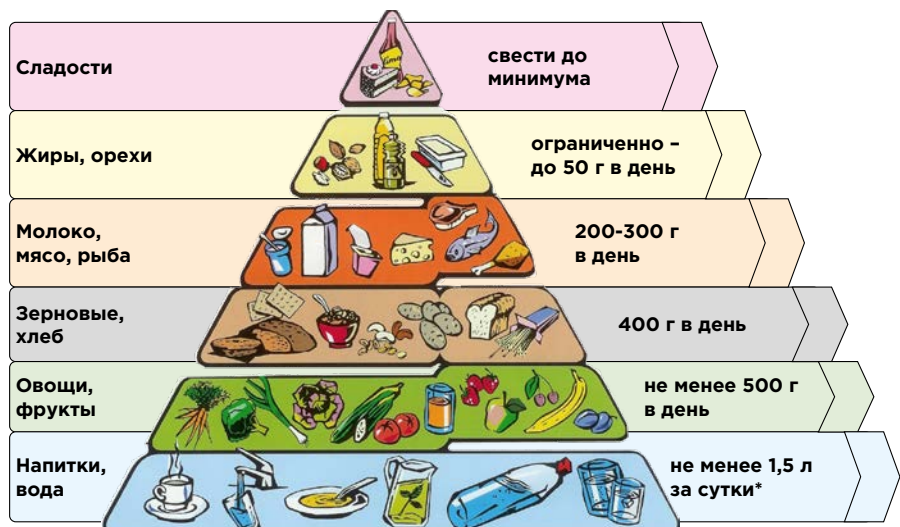 Сладости
свести до
минимума
Жиры, орехи
ограниченно –
до 50 г в день
Молоко,
мясо, рыба
200-300 г
в день
Зерновые,
хлеб
400 г в день
Овощи,
фрукты
не менее 500 г
в день
Напитки,
вода
не менее 1,5 л
за сутки*